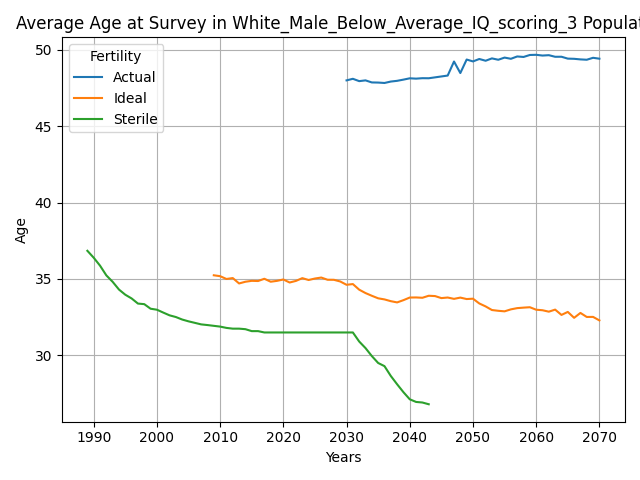 Average Age at Survey in White_Male_Below_Average_IQ_scoring_3 Populat
Fertility
Actual
Ideal
Sterile
50
45
40
35
30
Age
1990 2000 2010 2020 2030 2040 2050 2060 2070
Years